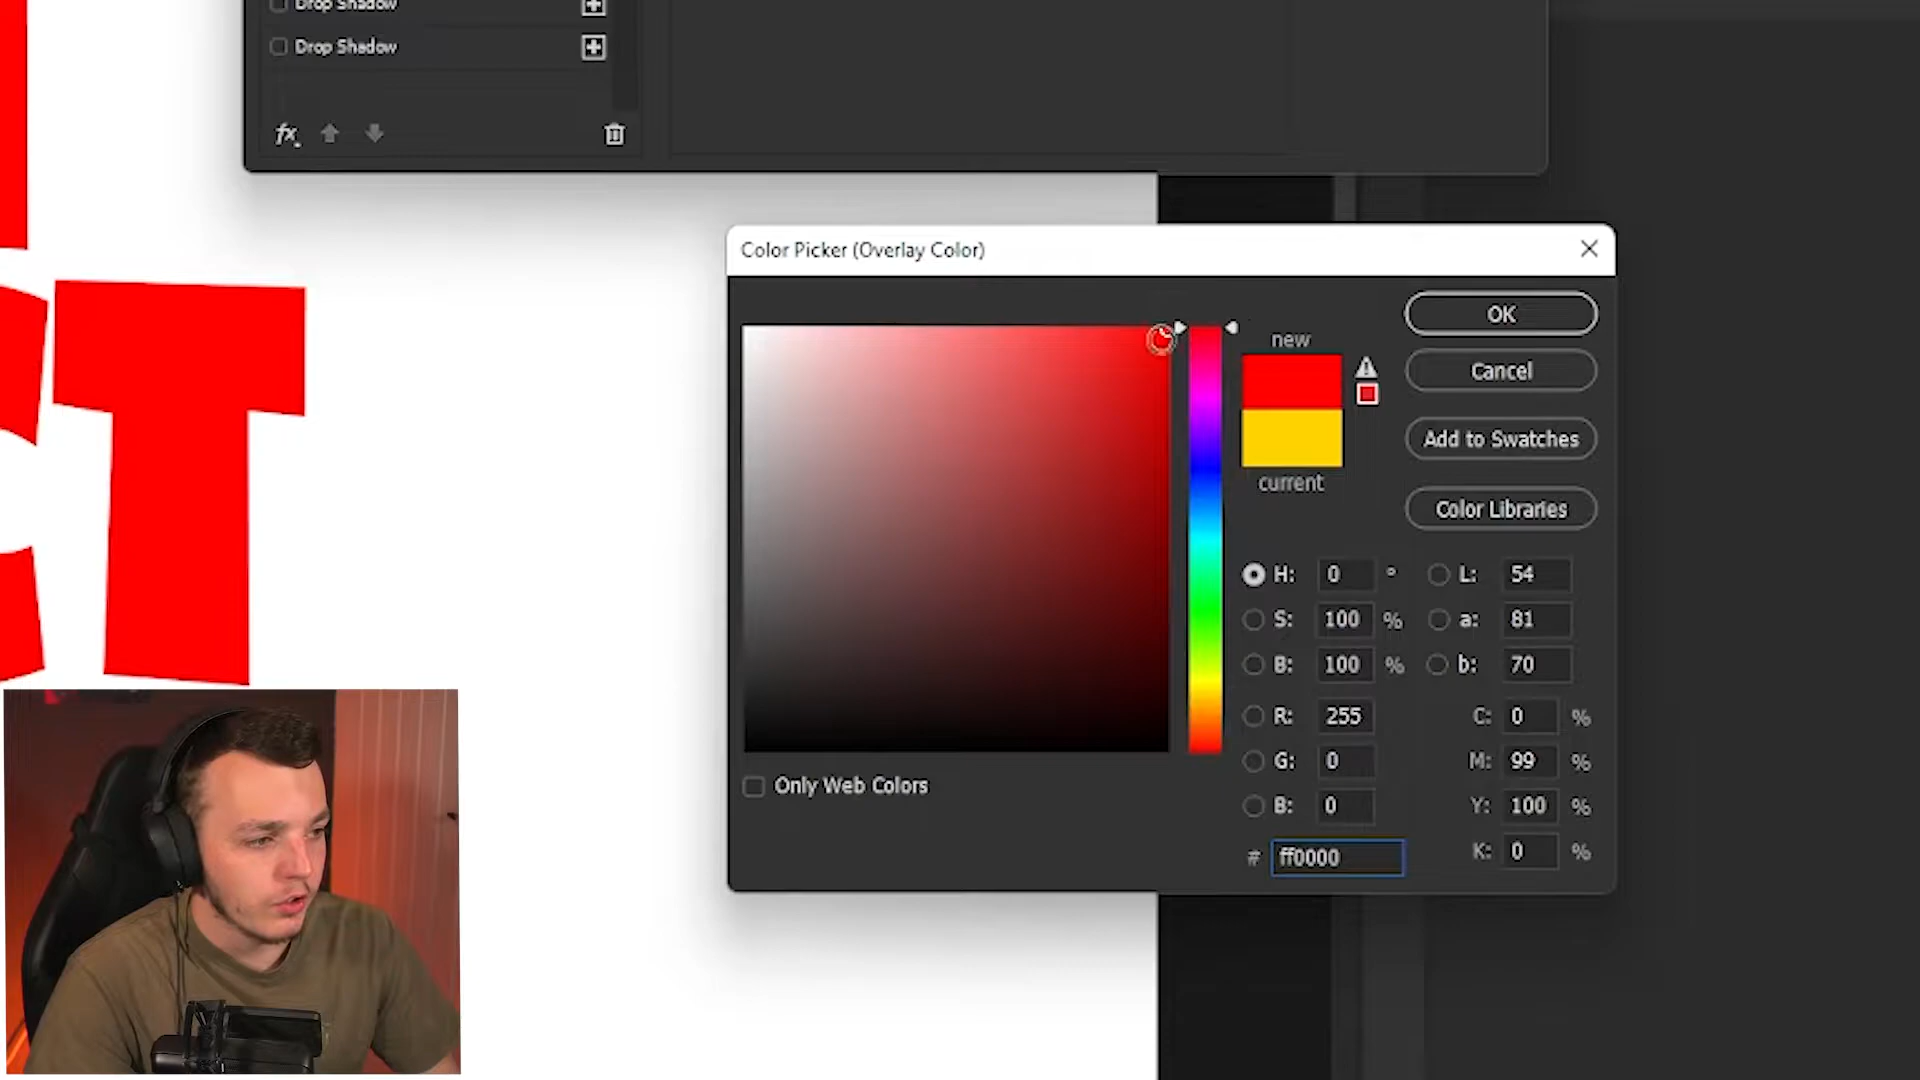 Drop Shadow
Drop Shadow
fx
Color Picker (Overlay Color)
OK
new
Cancel
Add to Swatches
current
Color Libraries
H: 0 ° L: 54
S: 100 % a: 81
B: 100 % b: 70
R: 255 C: 0 %
G: 0 M: 99 %
Only Web Colors
B: 0 Y: 100 %
# ff0000 K: 0 %
CT